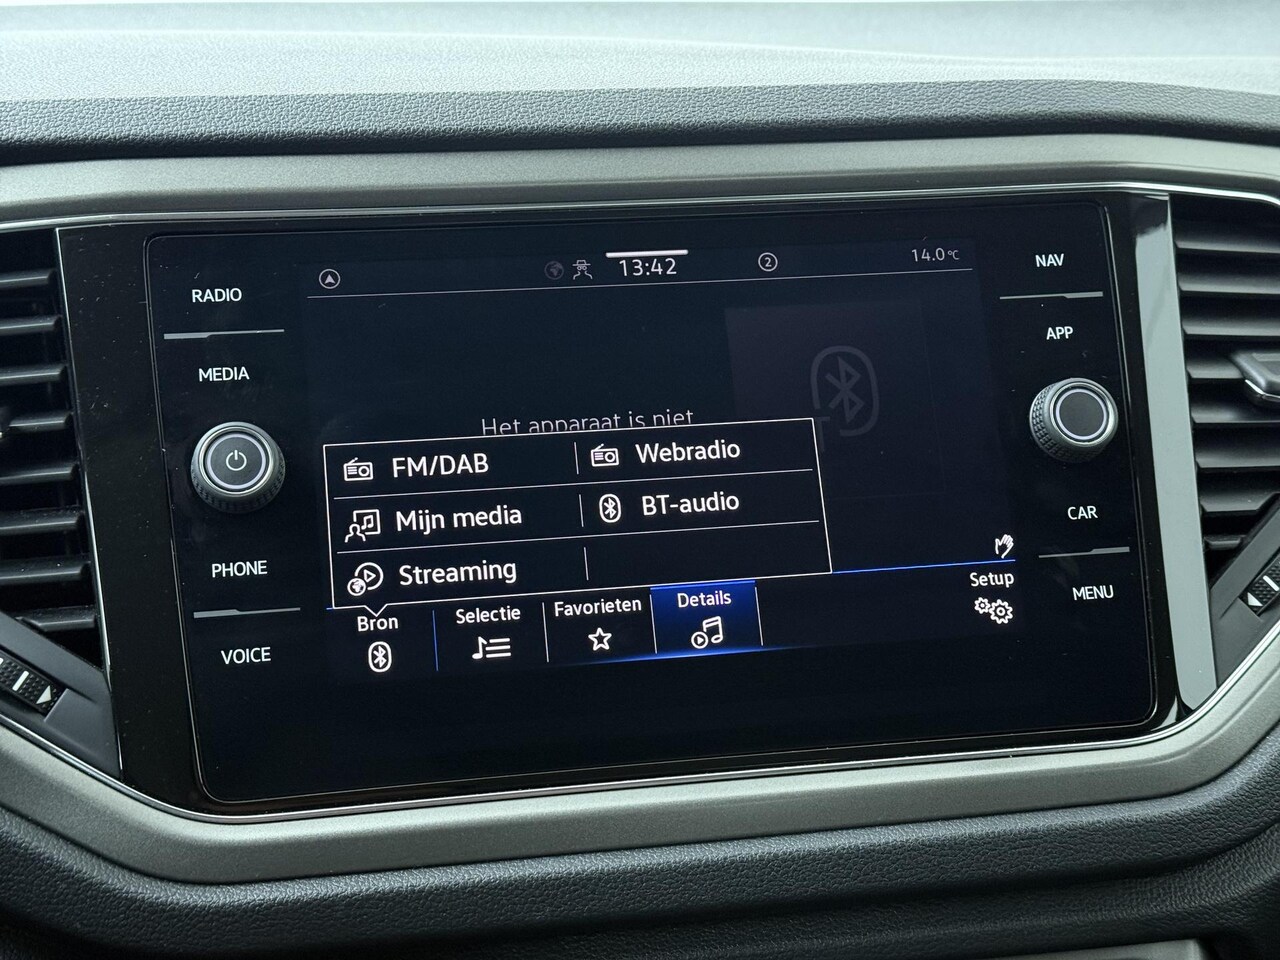 13:42
2
14.0°C
RADIO
MEDIA
PHONE
VOICE
NAV
APP
CAR
MENU
Het apparaat is niet
FM/DAB
Webradio
Mijn media
BT-audio
Streaming
Bron
Selectie
Favorieten
Details
Setup